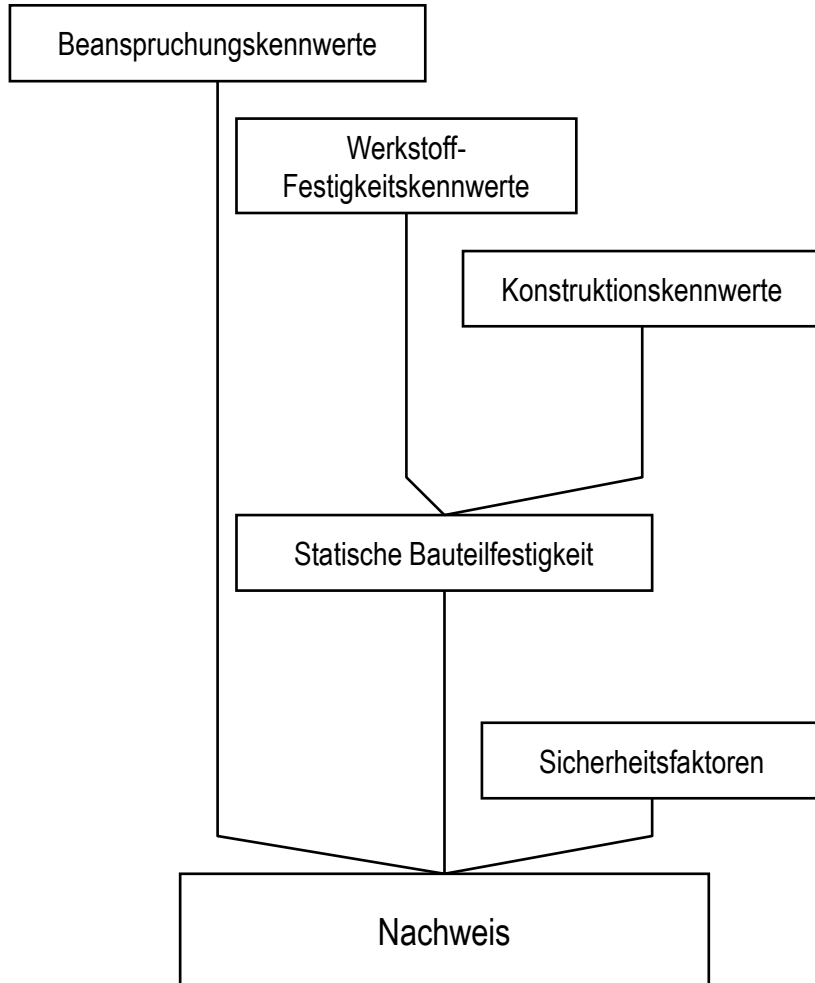 Beanspruchungskennwerte
Werkstoff-
Festigkeitskennwerte
Konstruktionskennwerte
Statische Bauteilfestigkeit
Sicherheitsfaktoren
Nachweis